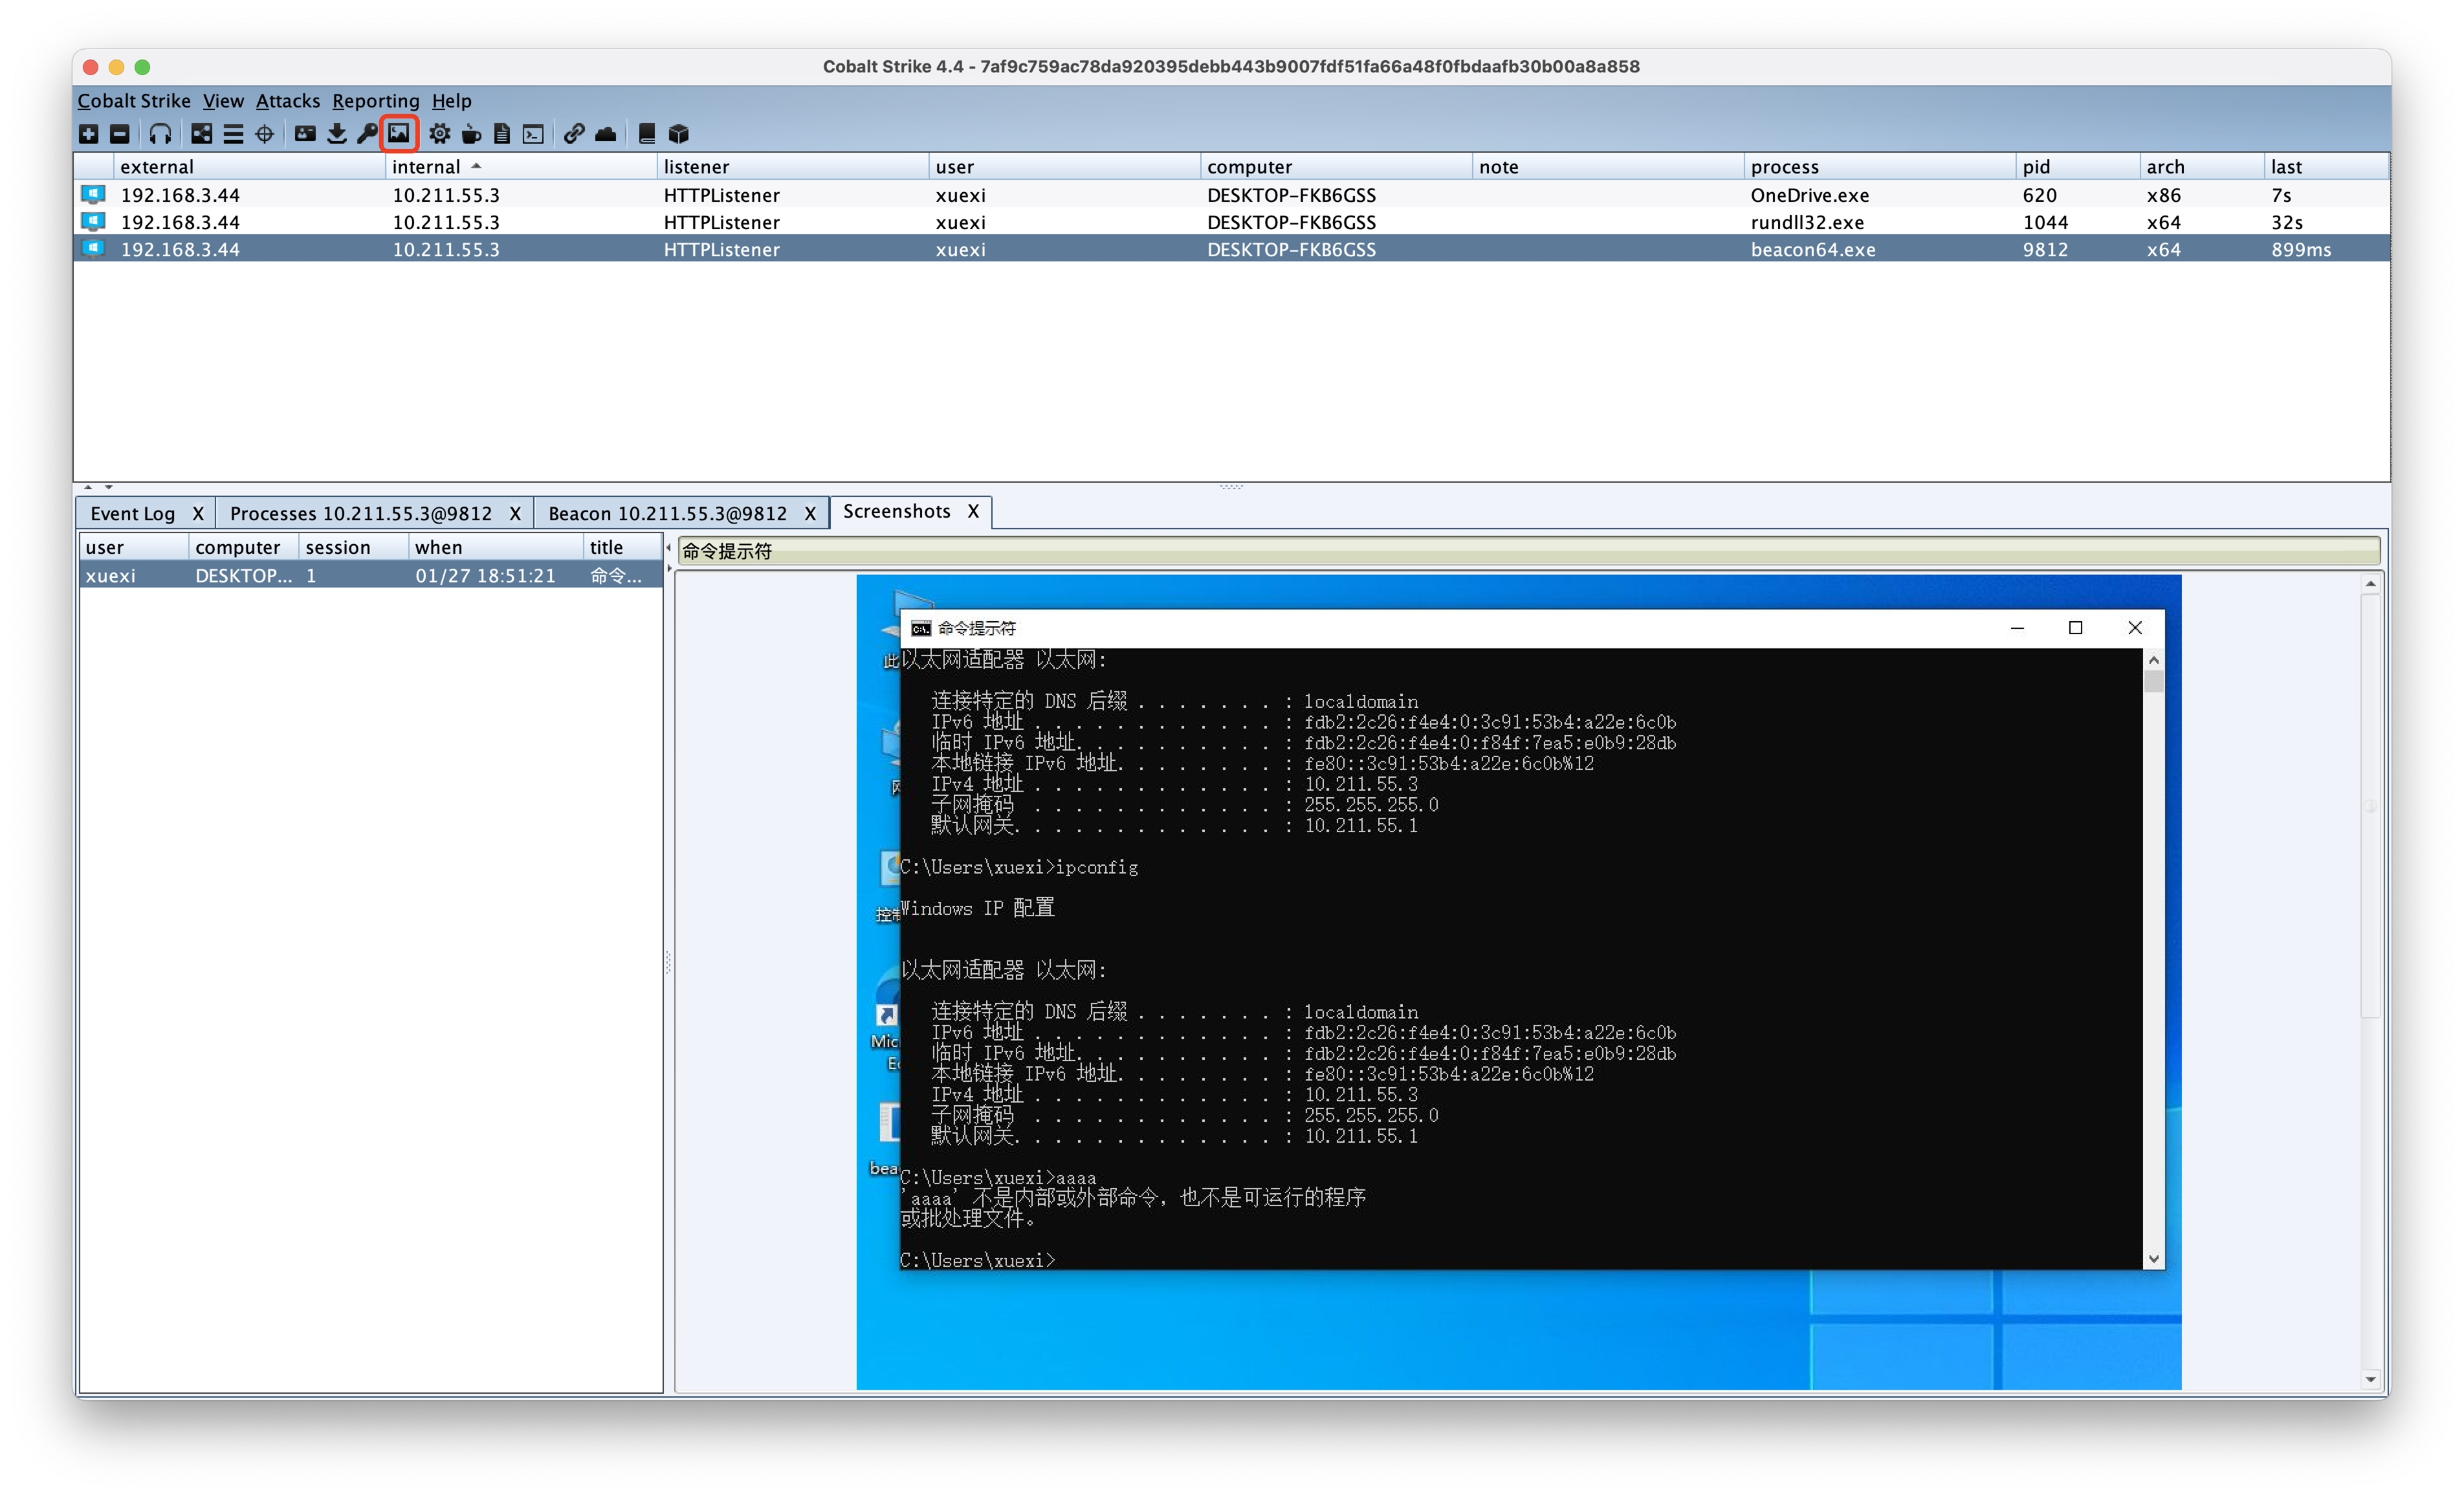 Cobalt Strike 4.4 - 7af9c759ac78da920395debb443b9007fdf51fa66a48f0fbdaafb30b00a8a858
Cobalt Strike View Attacks Reporting Help
external internal listener user computer note process pid arch last
192.168.3.44 10.211.55.3 HTTPListener xuexi DESKTOP-FKB6GSS OneDrive.exe 620 x86 7s
192.168.3.44 10.211.55.3 HTTPListener xuexi DESKTOP-FKB6GSS rundll32.exe 1044 x64 32s
192.168.3.44 10.211.55.3 HTTPListener xuexi DESKTOP-FKB6GSS beacon64.exe 9812 x64 899ms
Event Log X Processes 10.211.55.3@9812 X Beacon 10.211.55.3@9812 X Screenshots X
user computer session when title
xuexi DESKTOP... 1 01/27 18:51:21 命令...
命令提示符
命令提示符
此
以太网适配器 以太网:
连接特定的 DNS 后缀 . . . . . . . : localdomain
IPv6 地址 . . . . . . . . . . . . : fdb2:2c26:f4e4:0:3c91:53b4:a22e:6c0b
临时 IPv6 地址. . . . . . . . . . : fdb2:2c26:f4e4:0:f84f:7ea5:e0b9:28db
本地链接 IPv6 地址. . . . . . . . : fe80::3c91:53b4:a22e:6c0b%12
IPv4 地址 . . . . . . . . . . . . : 10.211.55.3
子网掩码 . . . . . . . . . . . . : 255.255.255.0
默认网关. . . . . . . . . . . . . : 10.211.55.1
C:\Users\xuexi>ipconfig
Windows IP 配置
以太网适配器 以太网:
连接特定的 DNS 后缀 . . . . . . . : localdomain
IPv6 地址 . . . . . . . . . . . . : fdb2:2c26:f4e4:0:3c91:53b4:a22e:6c0b
临时 IPv6 地址. . . . . . . . . . : fdb2:2c26:f4e4:0:f84f:7ea5:e0b9:28db
本地链接 IPv6 地址. . . . . . . . : fe80::3c91:53b4:a22e:6c0b%12
IPv4 地址 . . . . . . . . . . . . : 10.211.55.3
子网掩码 . . . . . . . . . . . . : 255.255.255.0
默认网关. . . . . . . . . . . . . : 10.211.55.1
C:\Users\xuexi>aaaa
'aaaa' 不是内部或外部命令，也不是可运行的程序
或批处理文件。
C:\Users\xuexi>